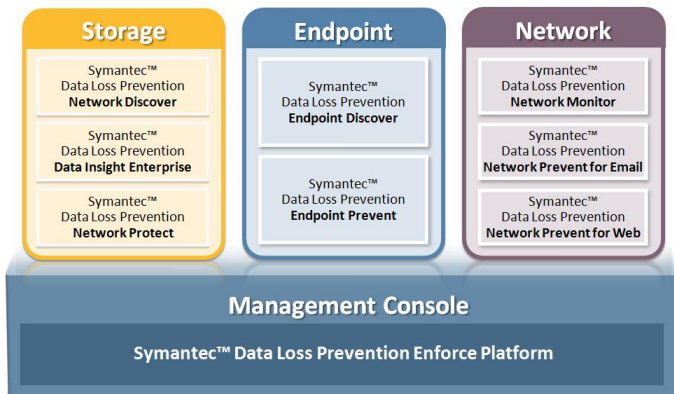 Storage
Symantec™
Data Loss Prevention
Network Discover
Symantec™
Data Loss Prevention
Data Insight Enterprise
Symantec™
Data Loss Prevention
Network Protect
Endpoint
Symantec™
Data Loss Prevention
Endpoint Discover
Symantec™
Data Loss Prevention
Endpoint Prevent
Network
Symantec™
Data Loss Prevention
Network Monitor
Symantec™
Data Loss Prevention
Network Prevent for Email
Symantec™
Data Loss Prevention
Network Prevent for Web
Management Console
Symantec™ Data Loss Prevention Enforce Platform